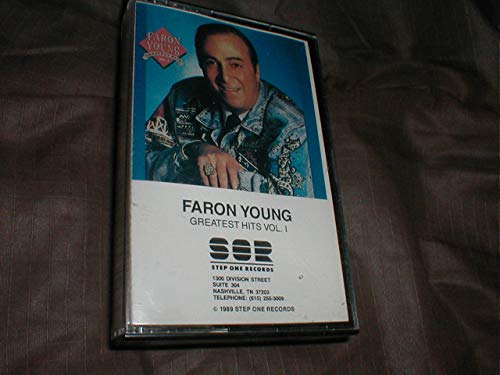 FARON
YOUNG
FARON YOUNG
GREATEST HITS VOL. I
SOR
STEP ONE RECORDS
1300 DIVISION STREET
SUITE 304
NASHVILLE, TN 37203
TELEPHONE: (615) 255-3009
© 1989 STEP ONE RECORDS